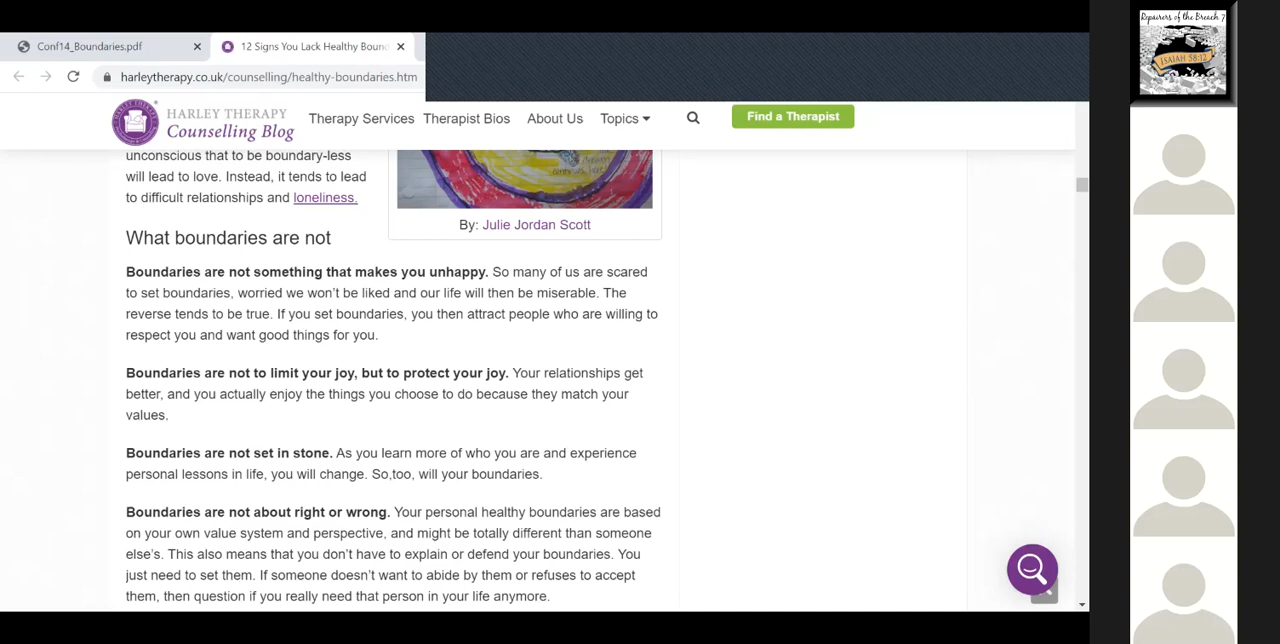 Conf14_Boundaries.pdf
12 Signs You Lack Healthy Boun
harleytherapy.co.uk/counselling/healthy-boundaries.htm
HARLEY THERAPY
Counselling Blog
Therapy Services
Therapist Bios
About Us
Topics
Find a Therapist
unconscious that to be boundary-less
will lead to love. Instead, it tends to lead
to difficult relationships and loneliness.
By: Julie Jordan Scott
What boundaries are not
Boundaries are not something that makes you unhappy. So many of us are scared
to set boundaries, worried we won’t be liked and our life will then be miserable. The
reverse tends to be true. If you set boundaries, you then attract people who are willing to
respect you and want good things for you.
Boundaries are not to limit your joy, but to protect your joy. Your relationships get
better, and you actually enjoy the things you choose to do because they match your
values.
Boundaries are not set in stone. As you learn more of who you are and experience
personal lessons in life, you will change. So,too, will your boundaries.
Boundaries are not about right or wrong. Your personal healthy boundaries are based
on your own value system and perspective, and might be totally different than someone
else’s. This also means that you don’t have to explain or defend your boundaries. You
just need to set them. If someone doesn’t want to abide by them or refuses to accept
them, then question if you really need that person in your life anymore.
Repairers of the Breach 7
ISAIAH 58:12